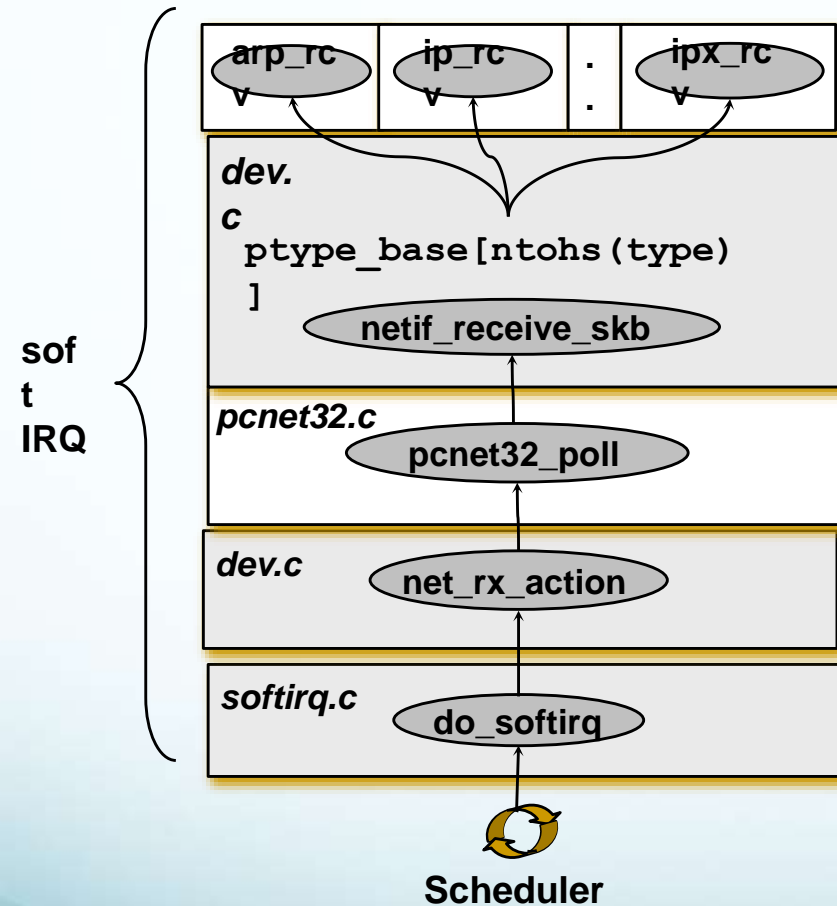 arp_rc
v
ip_rc
v
.
.
ipx_rc
v
dev.
c
ptype_base[ntohs(type)
]
netif_receive_skb
sof
t
IRQ
pcnet32.c
pcnet32_poll
dev.c
net_rx_action
softirq.c
do_softirq
Scheduler